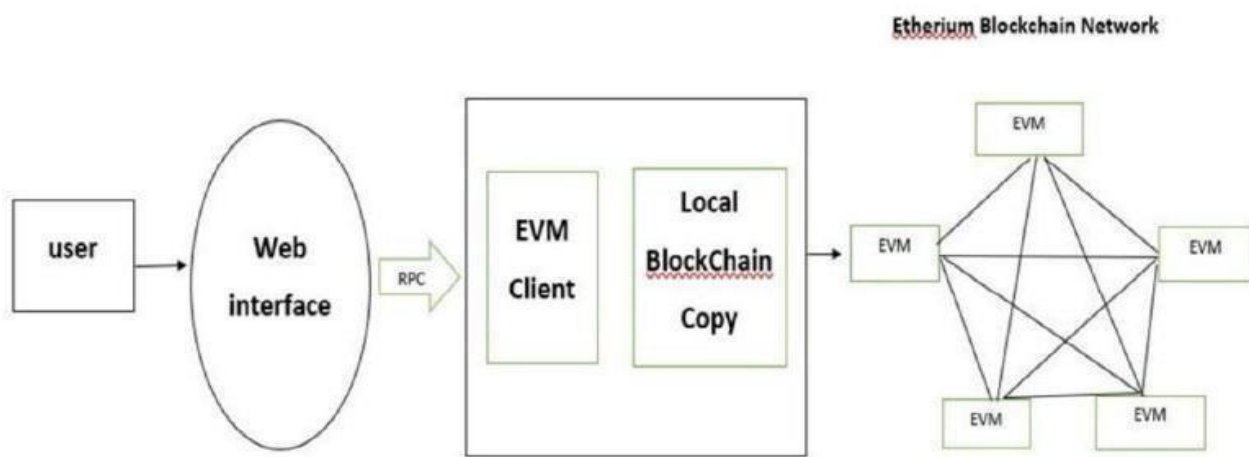 Etherium Blockchain Network
user
Web
interface
RPC
EVM
Client
Local
BlockChain
Copy
EVM
EVM
EVM
EVM
EVM